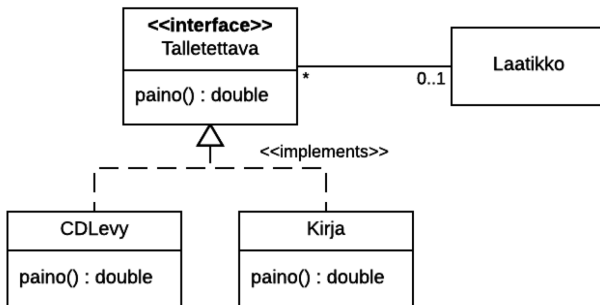 <<interface>>
Talletettava
paino() : double
*
0..1
Laatikko
<<implements>>
CDLevy
paino() : double
Kirja
paino() : double